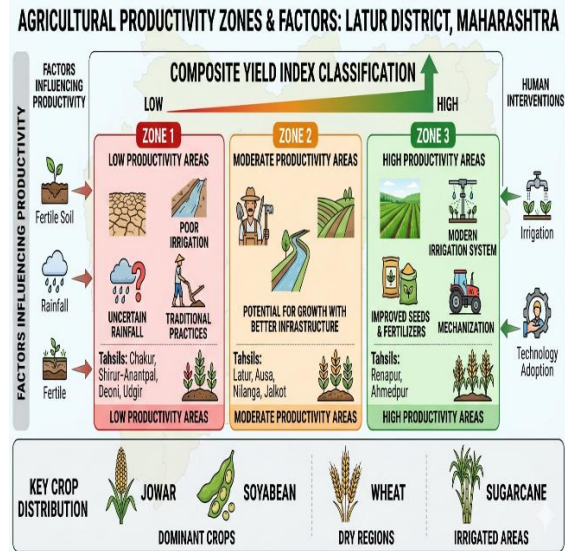 AGRICULTURAL PRODUCTIVITY ZONES & FACTORS: LATUR DISTRICT, MAHARASHTRA
FACTORS
INFLUENCING
PRODUCTIVITY
COMPOSITE YIELD INDEX CLASSIFICATION
LOW
HIGH
HUMAN
INTERVENTIONS
FACTORS INFLUENCING PRODUCTIVITY
Fertile Soil
Rainfall
Fertile
ZONE 1
LOW PRODUCTIVITY AREAS
POOR
IRRIGATION
UNCERTAIN
RAINFALL
TRADITIONAL
PRACTICES
Tahsils: Chakur,
Shirur-Anantpal,
Deoni, Udgir
LOW PRODUCTIVITY AREAS
ZONE 2
MODERATE PRODUCTIVITY AREAS
POTENTIAL FOR GROWTH WITH
BETTER INFRASTRUCTURE
Tahsils:
Latur, Ausa,
Nilanga, Jalkot
MODERATE PRODUCTIVITY AREAS
ZONE 3
HIGH PRODUCTIVITY AREAS
MODERN
IRRIGATION SYSTEM
IMPROVED SEEDS
& FERTILIZERS
MECHANIZATION
Tahsils:
Renapur,
Ahmedpur
HIGH PRODUCTIVITY AREAS
Irrigation
Technology
Adoption
KEY CROP
DISTRIBUTION
JOWAR
SOYABEAN
DOMINANT CROPS
WHEAT
DRY REGIONS
SUGARCANE
IRRIGATED AREAS